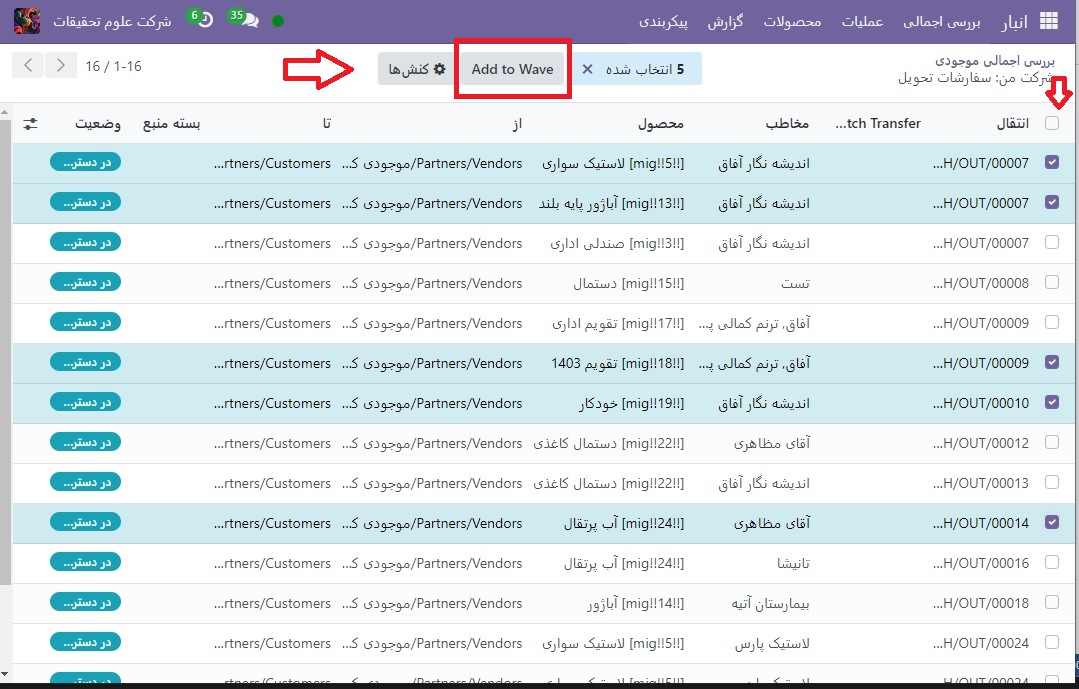 انبار بررسی اجمالی عملیات محصولات گزارش پیکربندی 35 6 شرکت علوم تحقیقات
بررسی اجمالی موجودی
شرکت من: سفارشات تحویل
5 انتخاب شده × Add to Wave کنش‌ها 1-16 / 16
انتقال ...tch Transfer مخاطب محصول از تا بسته منبع وضعیت
...H/OUT/00007 اندیشه نگار آفاق [mig!!5!!] لاستیک سواری Partners/Vendors/موجودی ک... ...rtners/Customers در دستر...
...H/OUT/00007 اندیشه نگار آفاق [mig!!13!!] آباژور پایه بلند Partners/Vendors/موجودی ک... ...rtners/Customers در دستر...
...H/OUT/00007 اندیشه نگار آفاق [mig!!3!!] صندلی اداری Partners/Vendors/موجودی ک... ...rtners/Customers در دستر...
...H/OUT/00008 تست [mig!!15!!] دستمال Partners/Vendors/موجودی ک... ...rtners/Customers در دستر...
...H/OUT/00009 آفاق, ترنم کمالی پ... [mig!!17!!] تقویم اداری Partners/Vendors/موجودی ک... ...rtners/Customers در دستر...
...H/OUT/00009 آفاق, ترنم کمالی پ... [mig!!18!!] تقویم 1403 Partners/Vendors/موجودی ک... ...rtners/Customers در دستر...
...H/OUT/00010 اندیشه نگار آفاق [mig!!19!!] خودکار Partners/Vendors/موجودی ک... ...rtners/Customers در دستر...
...H/OUT/00012 آقای مظاهری [mig!!22!!] دستمال کاغذی Partners/Vendors/موجودی ک... ...rtners/Customers در دستر...
...H/OUT/00013 اندیشه نگار آفاق [mig!!22!!] دستمال کاغذی Partners/Vendors/موجودی ک... ...rtners/Customers در دستر...
...H/OUT/00014 آقای مظاهری [mig!!24!!] آب پرتقال Partners/Vendors/موجودی ک... ...rtners/Customers در دستر...
...H/OUT/00016 تانیشا [mig!!24!!] آب پرتقال Partners/Vendors/موجودی ک... ...rtners/Customers در دستر...
...H/OUT/00018 بیمارستان آتیه [mig!!14!!] آباژور Partners/Vendors/موجودی ک... ...rtners/Customers در دستر...
...H/OUT/00024 لاستیک پارس [mig!!5!!] لاستیک سواری Partners/Vendors/موجودی ک... ...rtners/Customers در دستر...